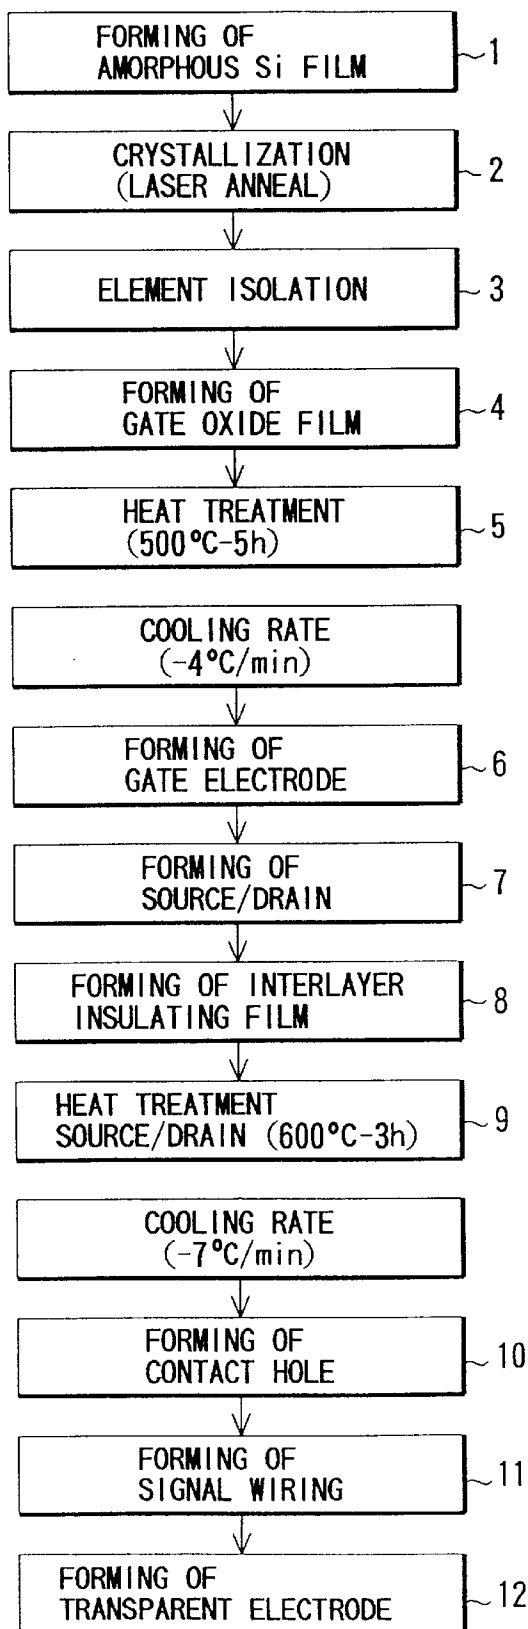 FORMING OF
AMORPHOUS Si FILM
1
CRYSTALLIZATION
(LASER ANNEAL)
2
ELEMENT ISOLATION
3
FORMING OF
GATE OXIDE FILM
4
HEAT TREATMENT
(500°C-5h)
5
COOLING RATE
(-4°C/min)
FORMING OF
GATE ELECTRODE
6
FORMING OF
SOURCE/DRAIN
7
FORMING OF INTERLAYER
INSULATING FILM
8
HEAT TREATMENT
SOURCE/DRAIN (600°C-3h)
9
COOLING RATE
(-7°C/min)
FORMING OF
CONTACT HOLE
10
FORMING OF
SIGNAL WIRING
11
FORMING OF
TRANSPARENT ELECTRODE
12